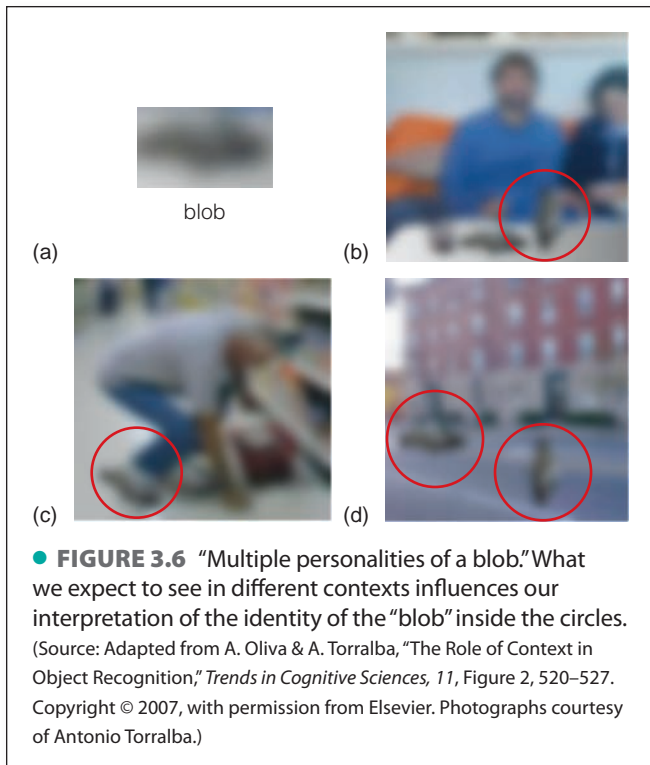 blob
(a)
(b)
(c)
(d)
● FIGURE 3.6 “Multiple personalities of a blob.” What
we expect to see in different contexts influences our
interpretation of the identity of the “blob” inside the circles.
(Source: Adapted from A. Oliva & A. Torralba, “The Role of Context in
Object Recognition,” Trends in Cognitive Sciences, 11, Figure 2, 520–527.
Copyright © 2007, with permission from Elsevier. Photographs courtesy
of Antonio Torralba.)